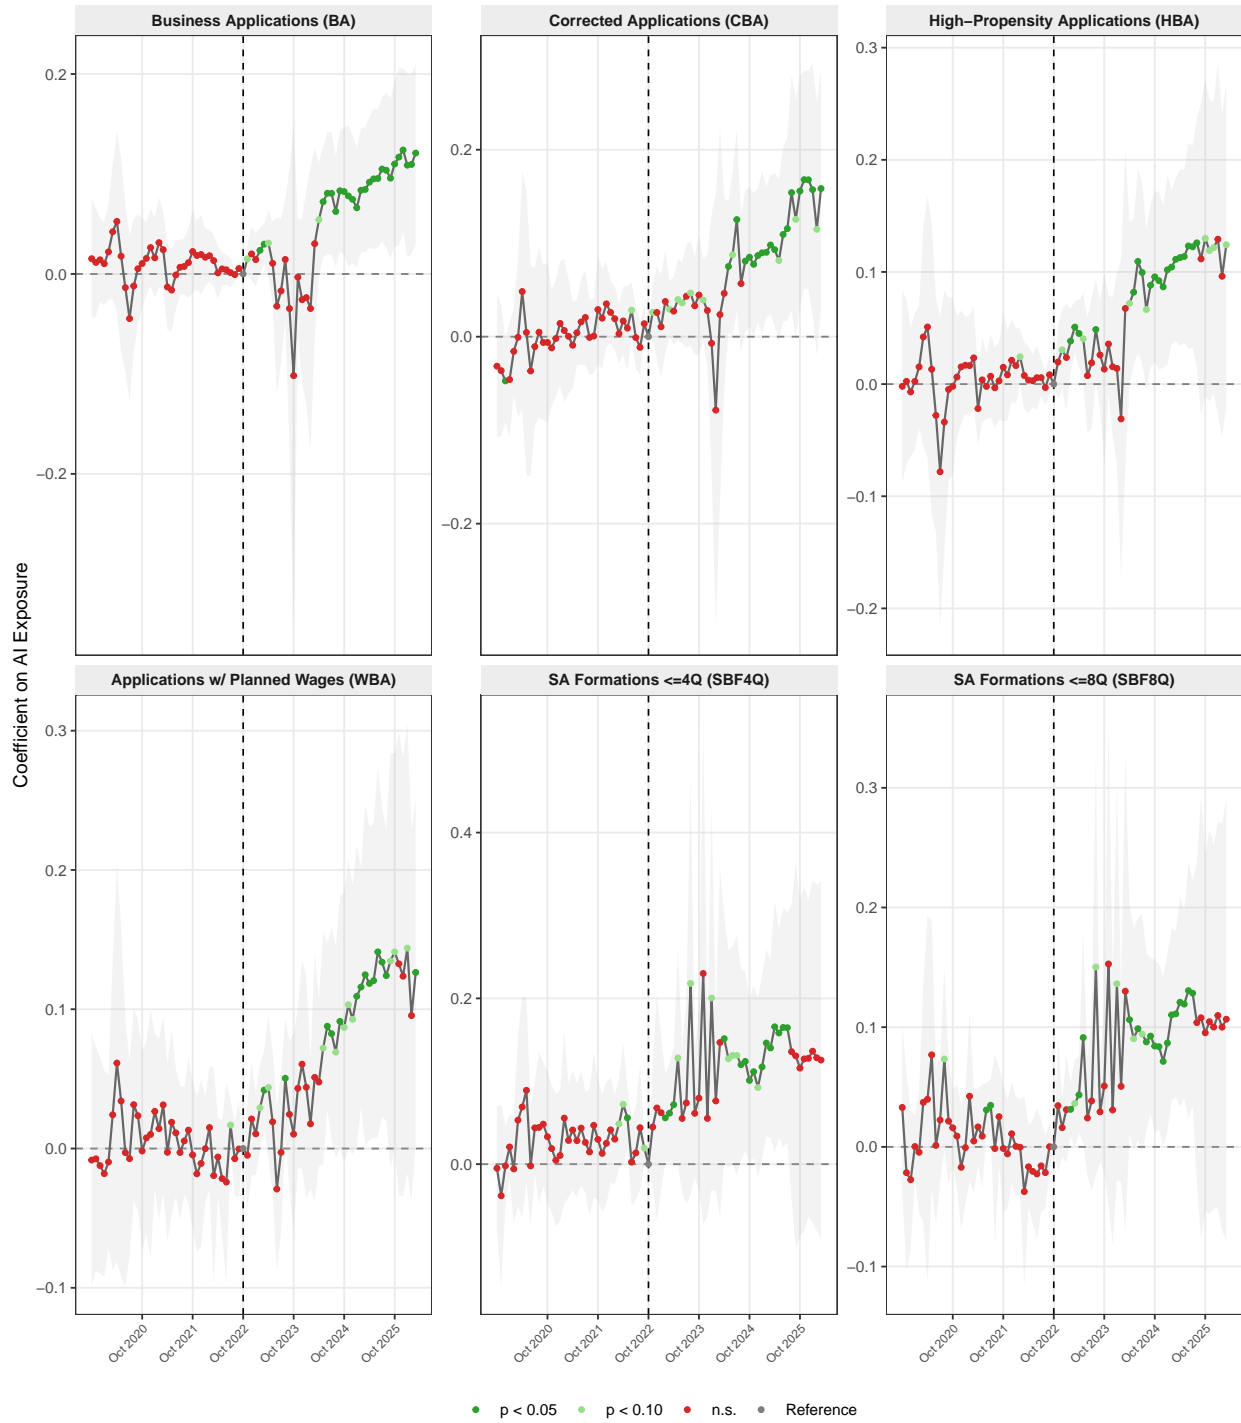 Business Applications (BA)
Corrected Applications (CBA)
High−Propensity Applications (HBA)
0.2
0.0
−0.2
0.2
0.0
−0.2
0.3
0.2
0.1
0.0
−0.1
−0.2
Coefficient on AI Exposure
Applications w/ Planned Wages (WBA)
SA Formations <=4Q (SBF4Q)
SA Formations <=8Q (SBF8Q)
0.3
0.2
0.1
0.0
−0.1
0.4
0.2
0.0
0.3
0.2
0.1
0.0
−0.1
Oct 2020
Oct 2021
Oct 2022
Oct 2023
Oct 2024
Oct 2025
Oct 2020
Oct 2021
Oct 2022
Oct 2023
Oct 2024
Oct 2025
Oct 2020
Oct 2021
Oct 2022
Oct 2023
Oct 2024
Oct 2025
p < 0.05 p < 0.10 n.s. Reference